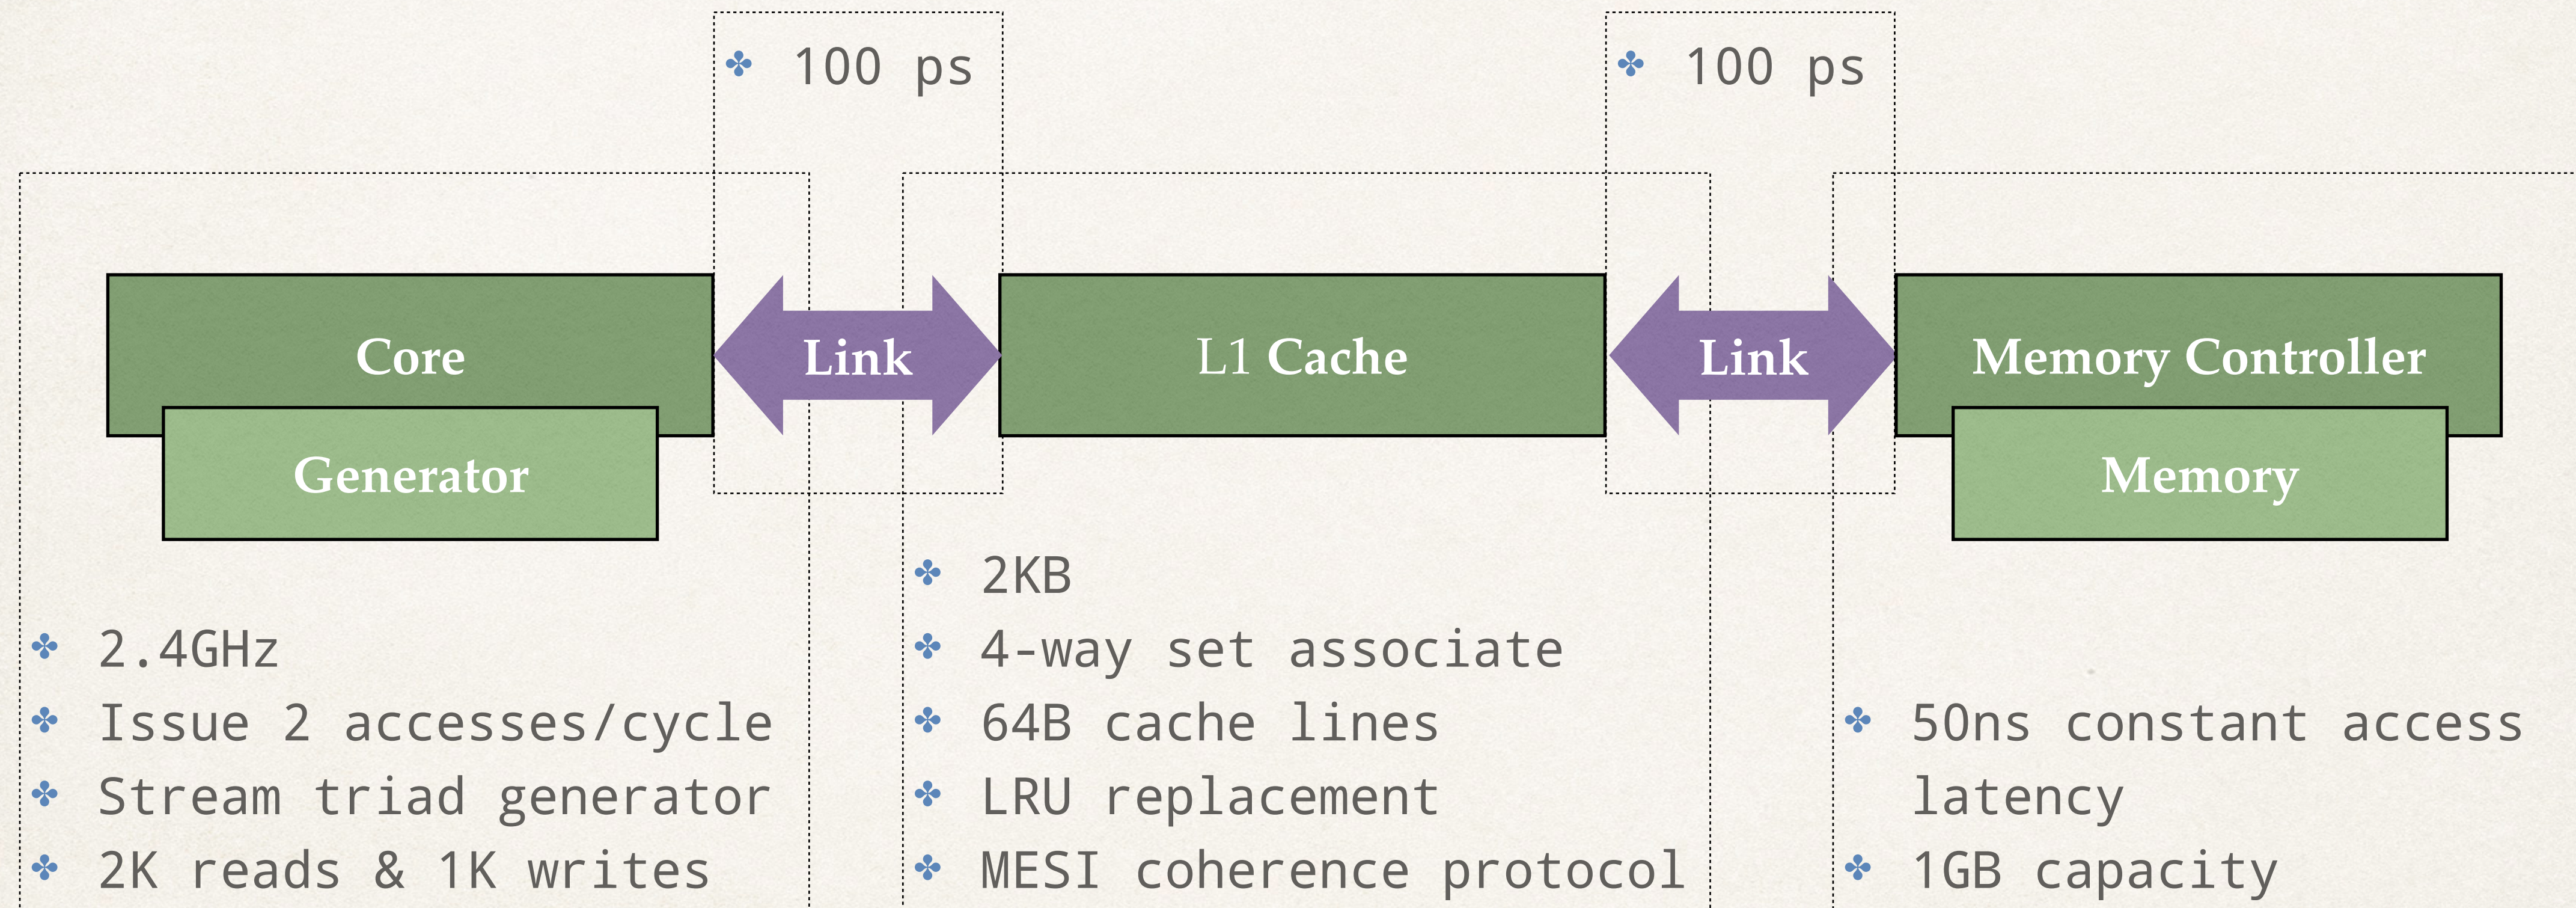 100 ps
100 ps
Core
Link
L1 Cache
Link
Memory Controller
Generator
Memory
2.4GHz
Issue 2 accesses/cycle
Stream triad generator
2K reads & 1K writes
2KB
4-way set associate
64B cache lines
LRU replacement
MESI coherence protocol
50ns constant access
latency
1GB capacity